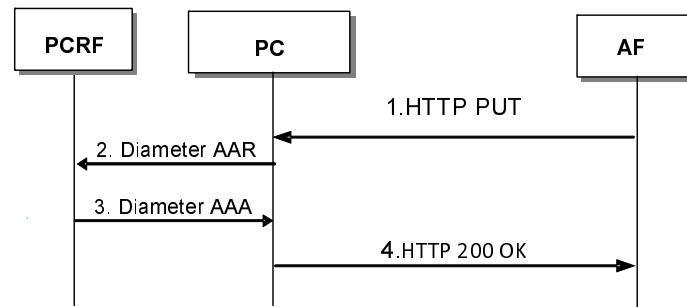 PCRF
PC
AF
1.HTTP PUT
2. Diameter AAR
3. Diameter AAA
4.HTTP 200 OK